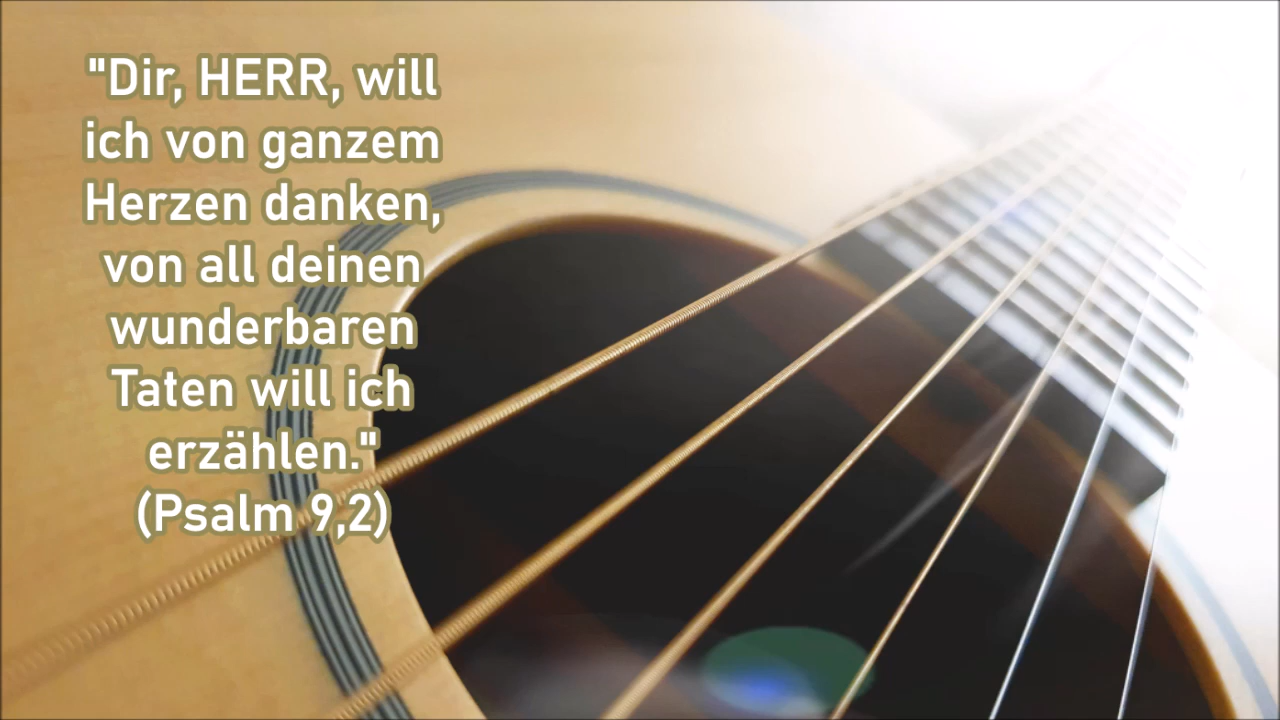 "Dir, HERR, will
ich von ganzem
Herzen danken,
von all deinen
wunderbaren
Taten will ich
erzählen."
(Psalm 9,2)